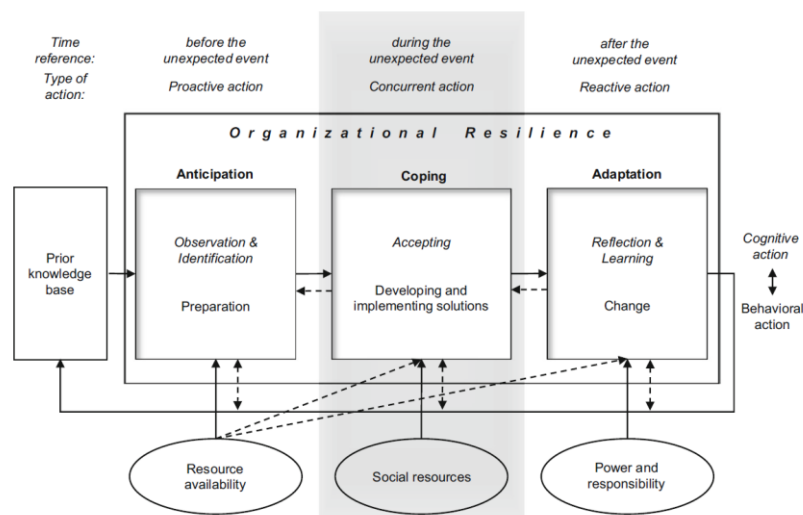 Time
reference:
Type of
action:
before the
unexpected event
Proactive action
during the
unexpected event
Concurrent action
after the
unexpected event
Reactive action
Organizational Resilience
Anticipation
Coping
Adaptation
Prior
knowledge
base
Observation &
Identification
Preparation
Accepting
Developing and
implementing solutions
Reflection &
Learning
Change
Cognitive
action
Behavioral
action
Resource
availability
Social resources
Power and
responsibility